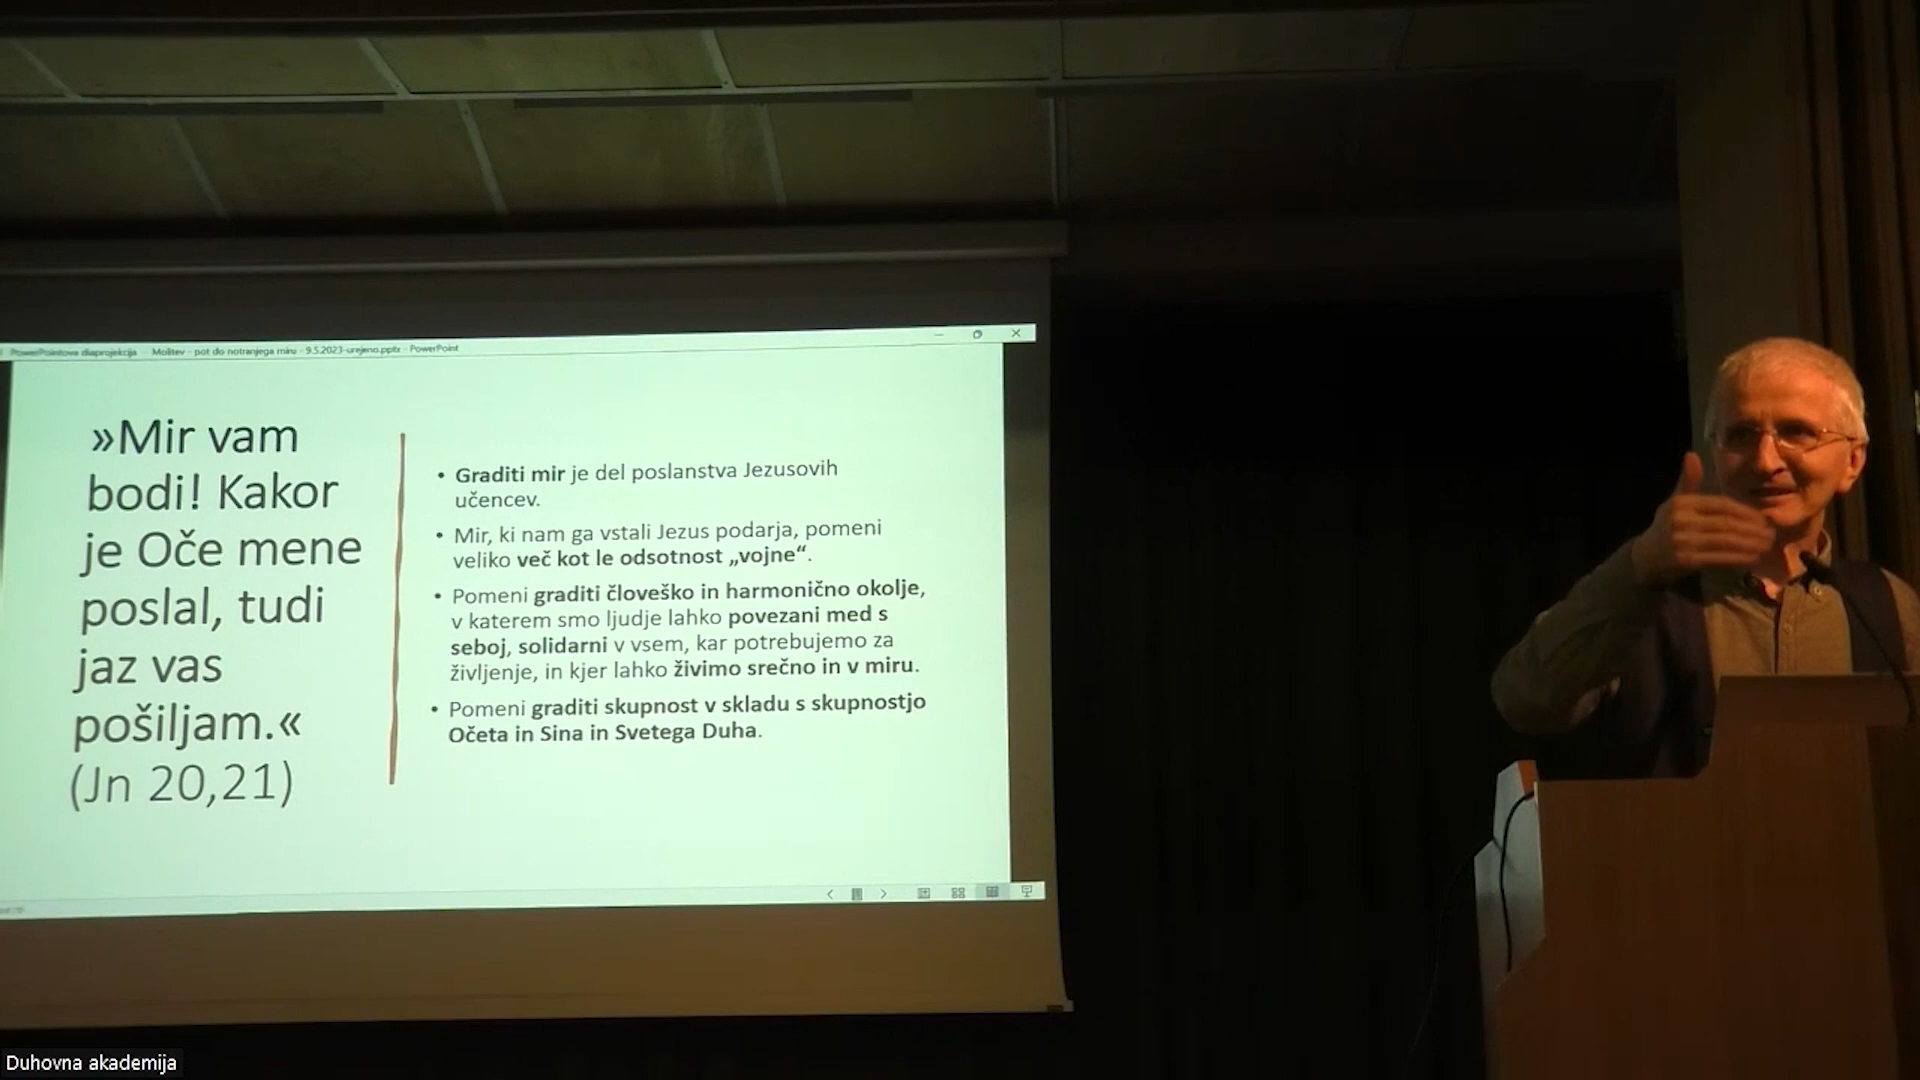 PowerPointova diaprojekcija - Molitev - pot do notranjega miru - 9.5.2023-urejeno.pptx - PowerPoint
»Mir vam
bodi! Kakor
je Oče mene
poslal, tudi
jaz vas
pošiljam.«
(Jn 20,21)
• Graditi mir je del poslanstva Jezusovih
učencev.
• Mir, ki nam ga vstali Jezus podarja, pomeni
veliko več kot le odsotnost „vojne“.
• Pomeni graditi človeško in harmonično okolje,
v katerem smo ljudje lahko povezani med s
seboj, solidarni v vsem, kar potrebujemo za
življenje, in kjer lahko živimo srečno in v miru.
• Pomeni graditi skupnost v skladu s skupnostjo
Očeta in Sina in Svetega Duha.
Duhovna akademija